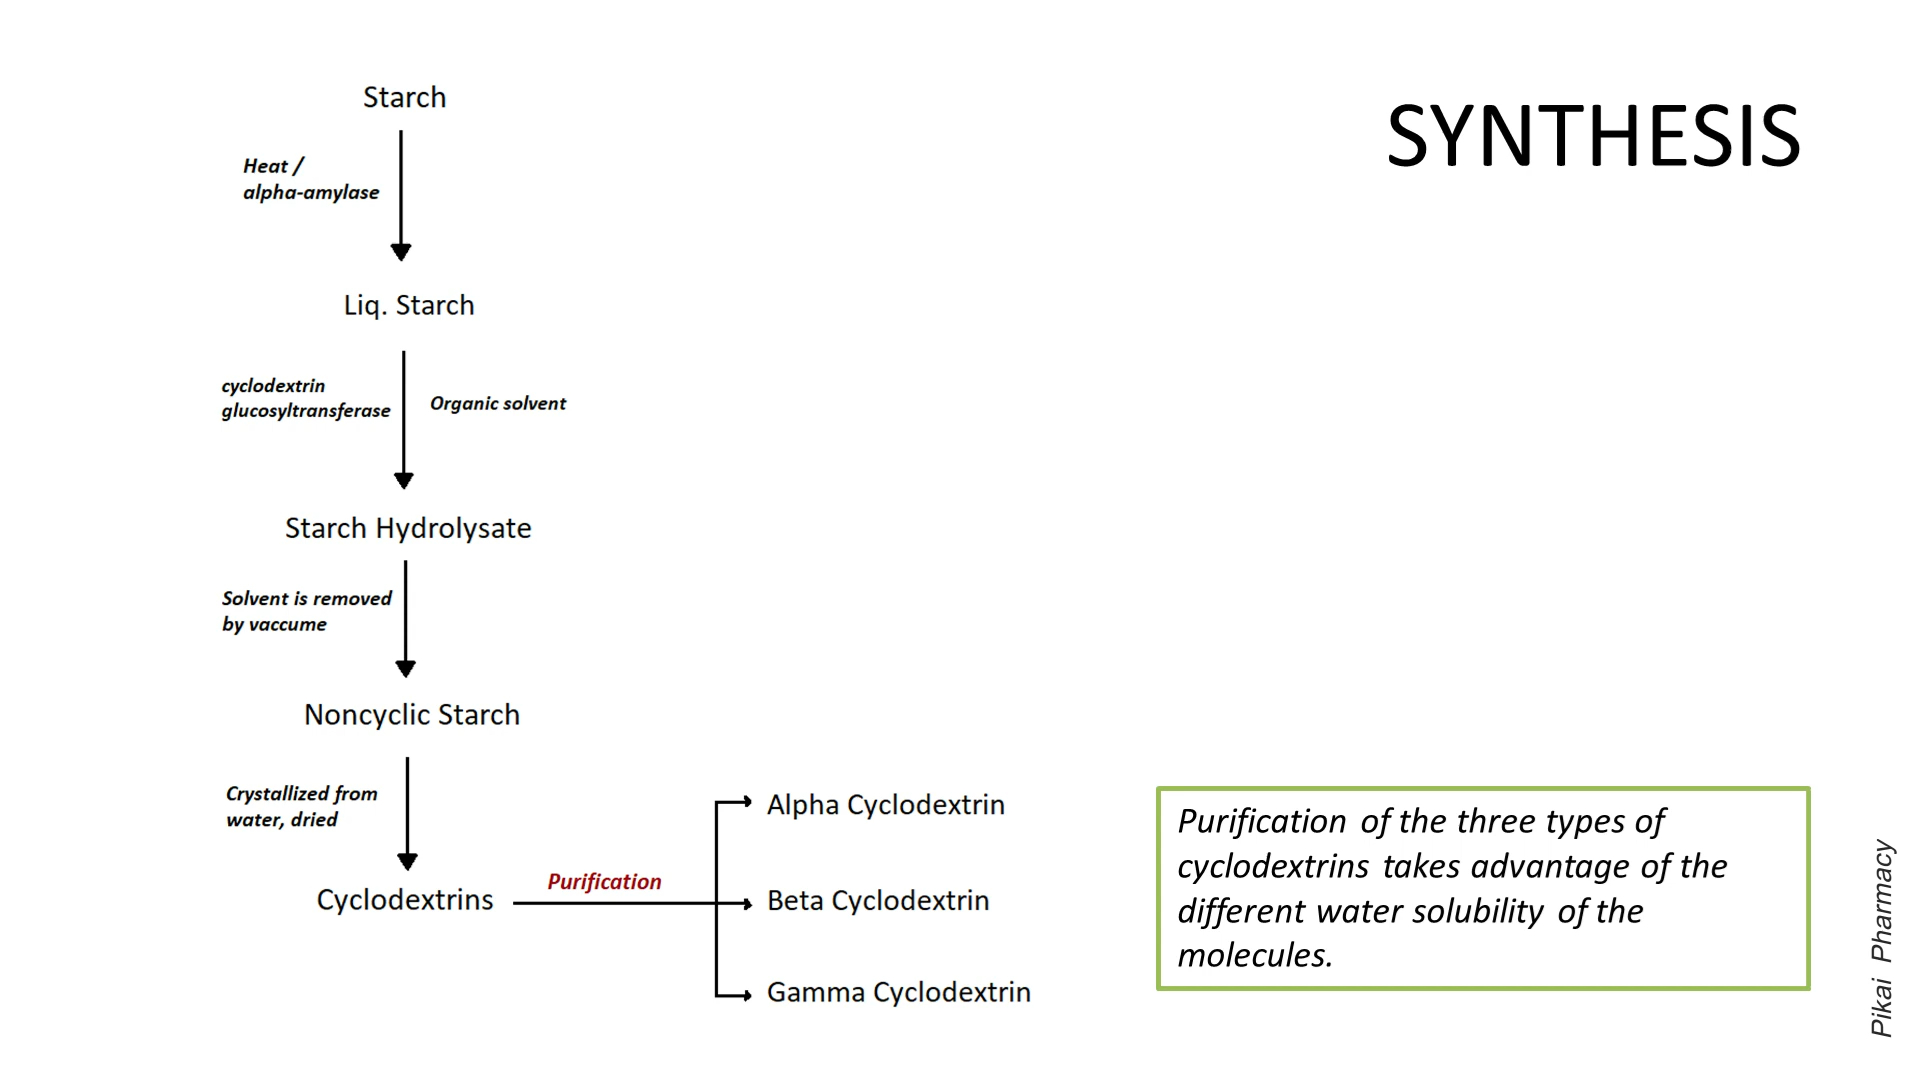 SYNTHESIS
Starch
Heat /
alpha-amylase
Liq. Starch
cyclodextrin
glucosyltransferase
Organic solvent
Starch Hydrolysate
Solvent is removed
by vaccume
Noncyclic Starch
Crystallized from
water, dried
Cyclodextrins
Purification
Alpha Cyclodextrin
Beta Cyclodextrin
Gamma Cyclodextrin
Purification of the three types of
cyclodextrins takes advantage of the
different water solubility of the
molecules.
Pikai Pharmacy